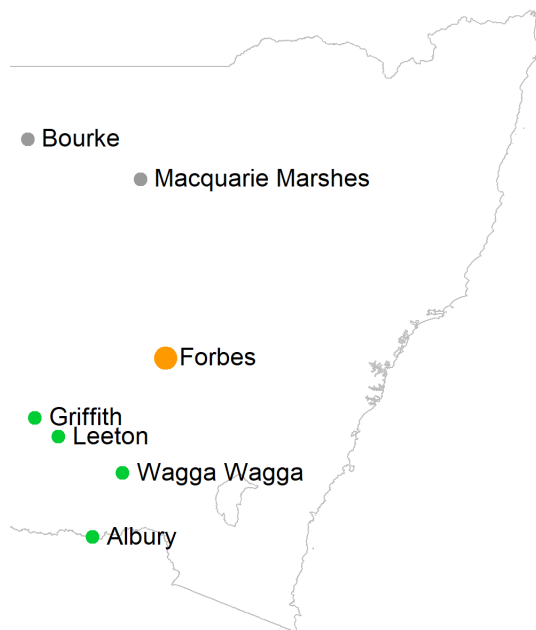 Bourke
Macquarie Marshes
Forbes
Griffith
Leeton
Wagga Wagga
Albury